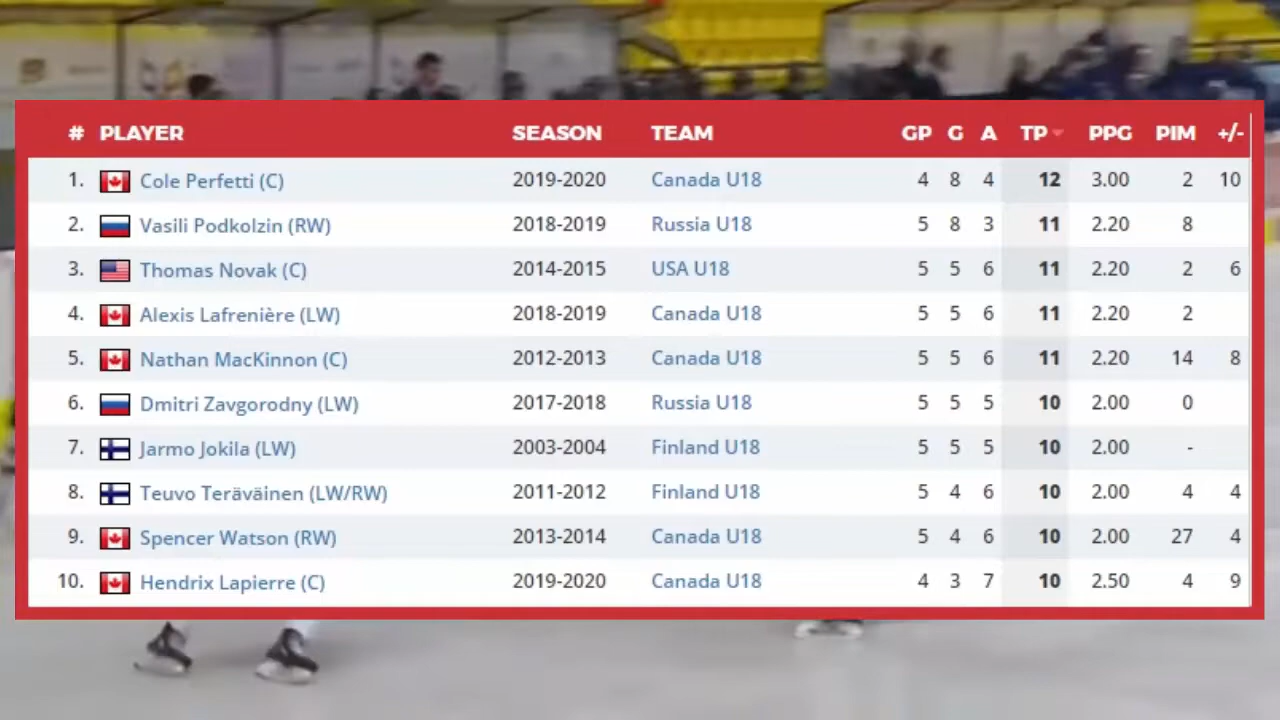 # PLAYER SEASON TEAM GP G A TP PPG PIM +/-
1. Cole Perfetti (C) 2019-2020 Canada U18 4 8 4 12 3.00 2 10
2. Vasili Podkolzin (RW) 2018-2019 Russia U18 5 8 3 11 2.20 8
3. Thomas Novak (C) 2014-2015 USA U18 5 5 6 11 2.20 2 6
4. Alexis Lafrenière (LW) 2018-2019 Canada U18 5 5 6 11 2.20 2
5. Nathan MacKinnon (C) 2012-2013 Canada U18 5 5 6 11 2.20 14 8
6. Dmitri Zavgorodny (LW) 2017-2018 Russia U18 5 5 5 10 2.00 0
7. Jarmo Jokila (LW) 2003-2004 Finland U18 5 5 5 10 2.00 -
8. Teuvo Teräväinen (LW/RW) 2011-2012 Finland U18 5 4 6 10 2.00 4 4
9. Spencer Watson (RW) 2013-2014 Canada U18 5 4 6 10 2.00 27 4
10. Hendrix Lapierre (C) 2019-2020 Canada U18 4 3 7 10 2.50 4 9